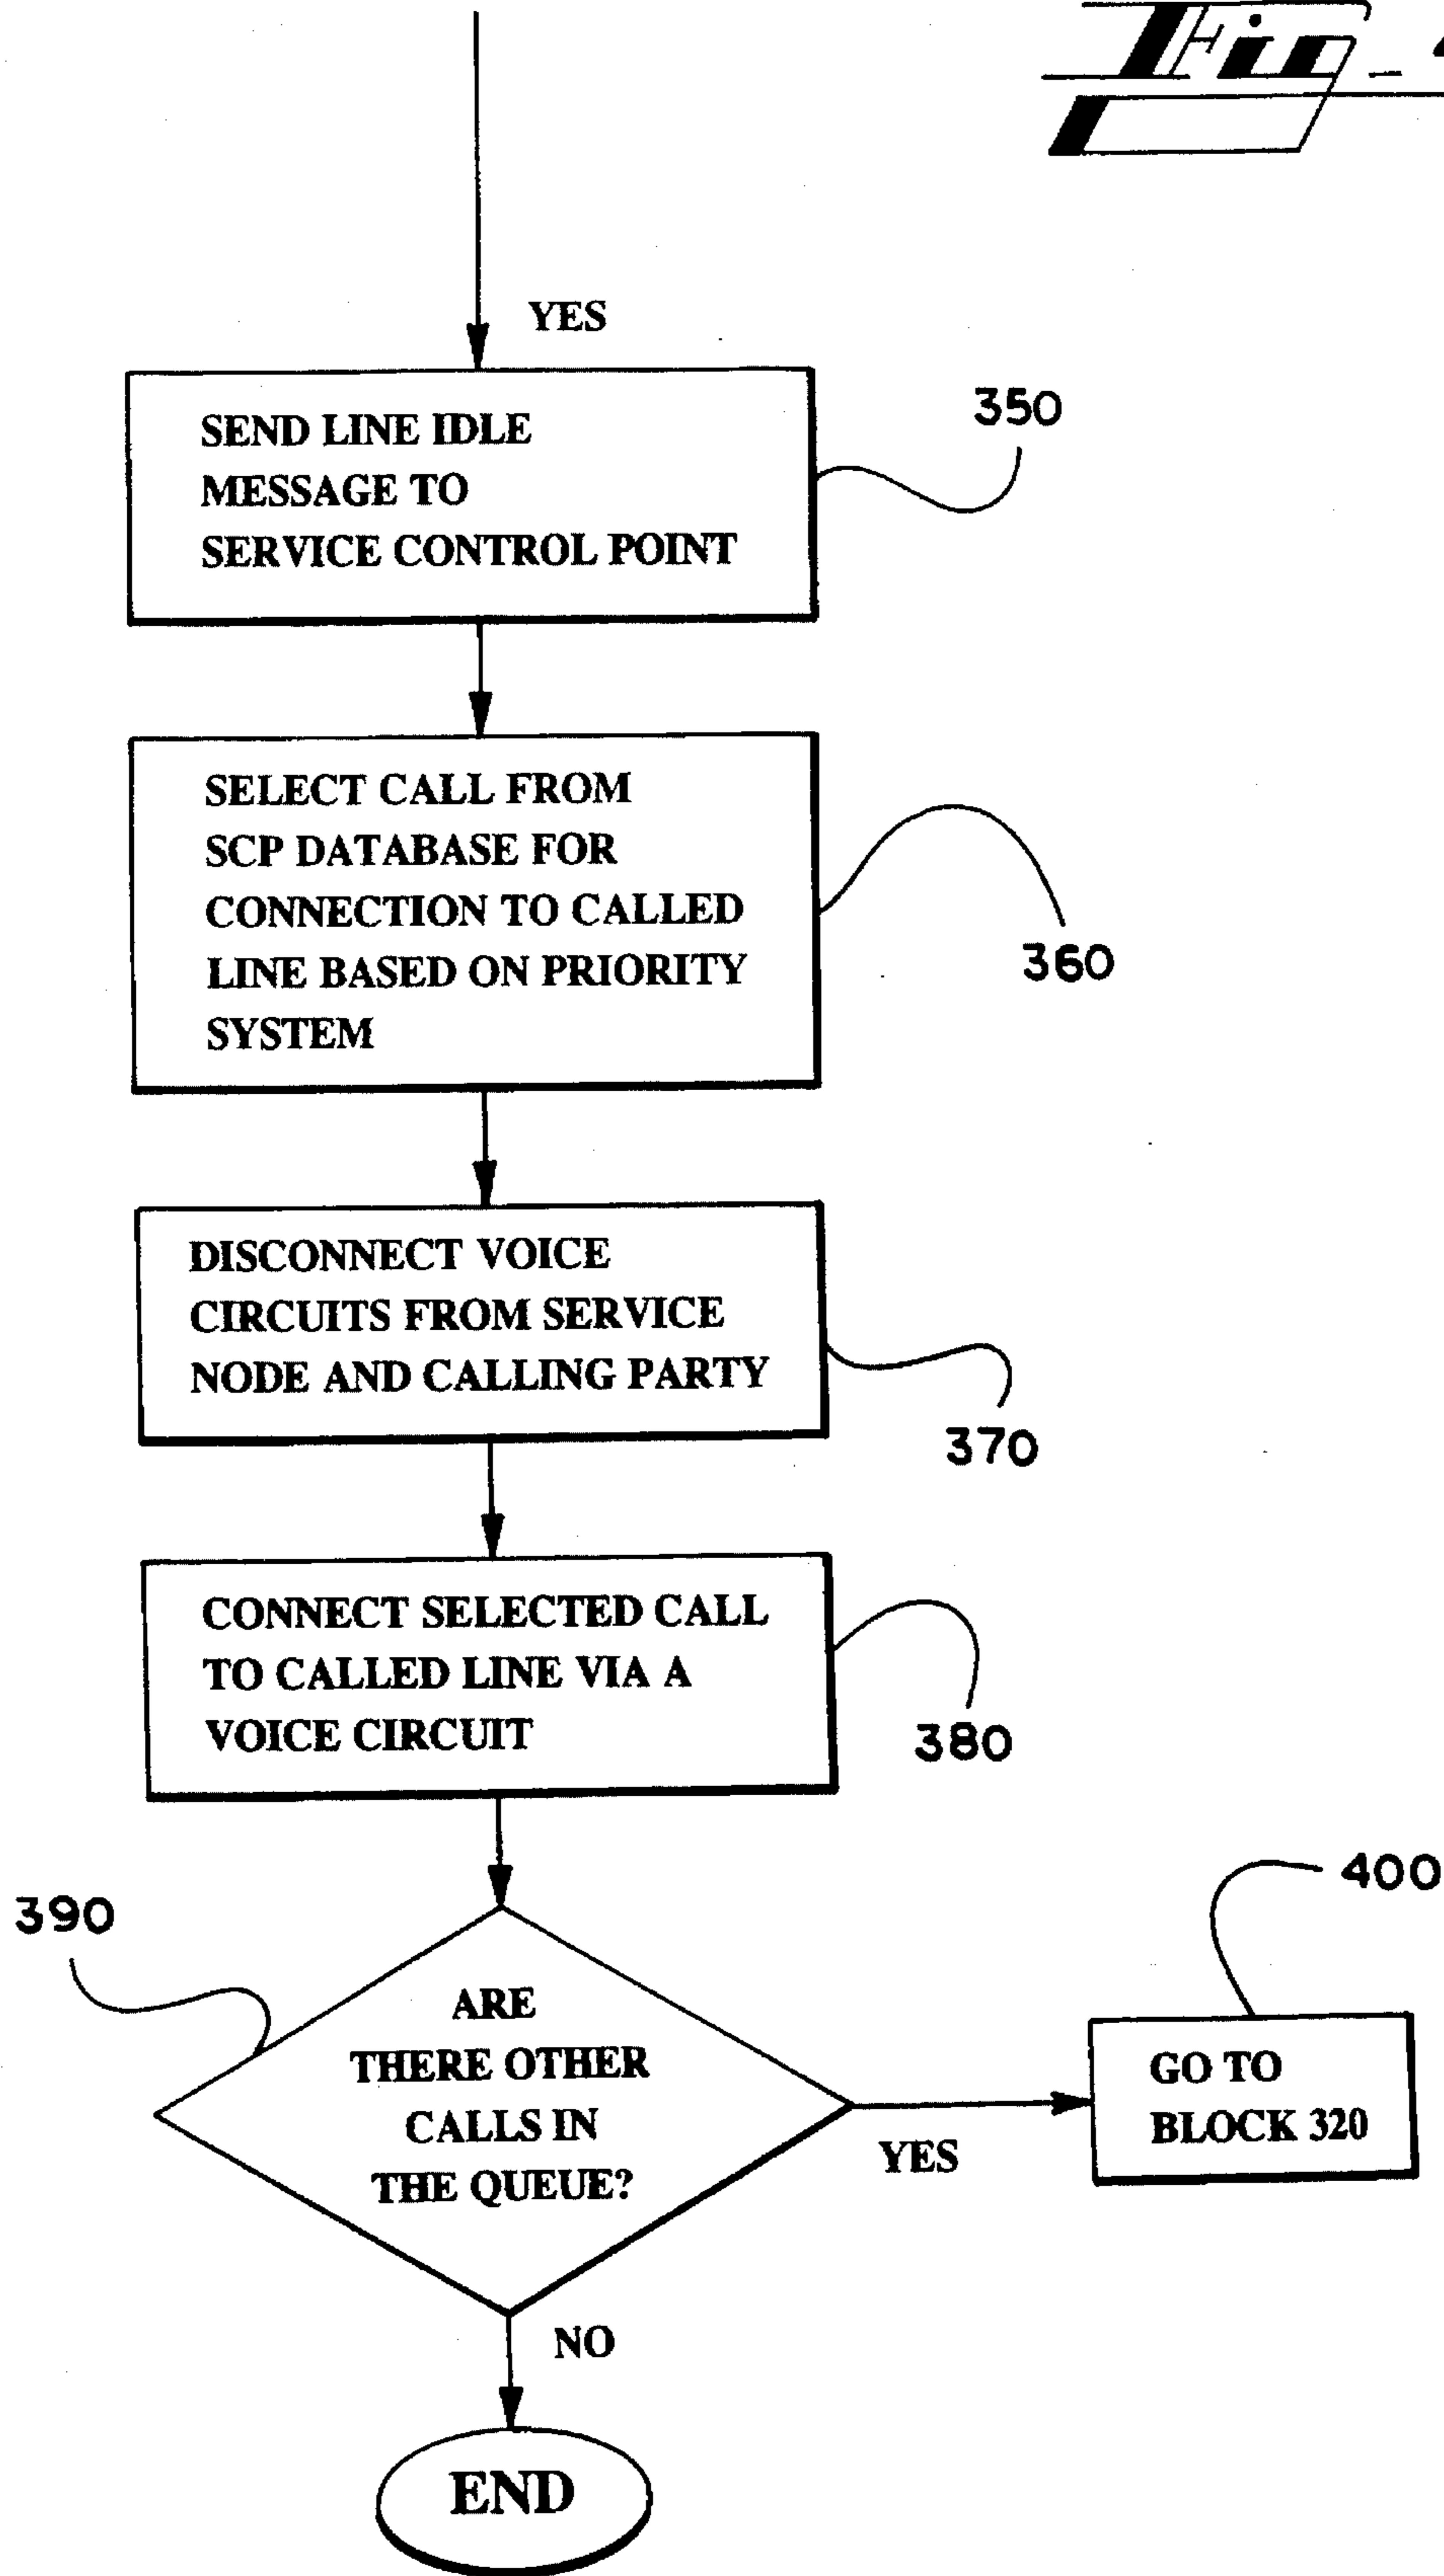 YES
SEND LINE IDLE
MESSAGE TO
SERVICE CONTROL POINT
350
SELECT CALL FROM
SCP DATABASE FOR
CONNECTION TO CALLED
LINE BASED ON PRIORITY
SYSTEM
360
DISCONNECT VOICE
CIRCUITS FROM SERVICE
NODE AND CALLING PARTY
370
CONNECT SELECTED CALL
TO CALLED LINE VIA A
VOICE CIRCUIT
380
390
ARE
THERE OTHER
CALLS IN
THE QUEUE?
YES
400
GO TO
BLOCK 320
NO
END